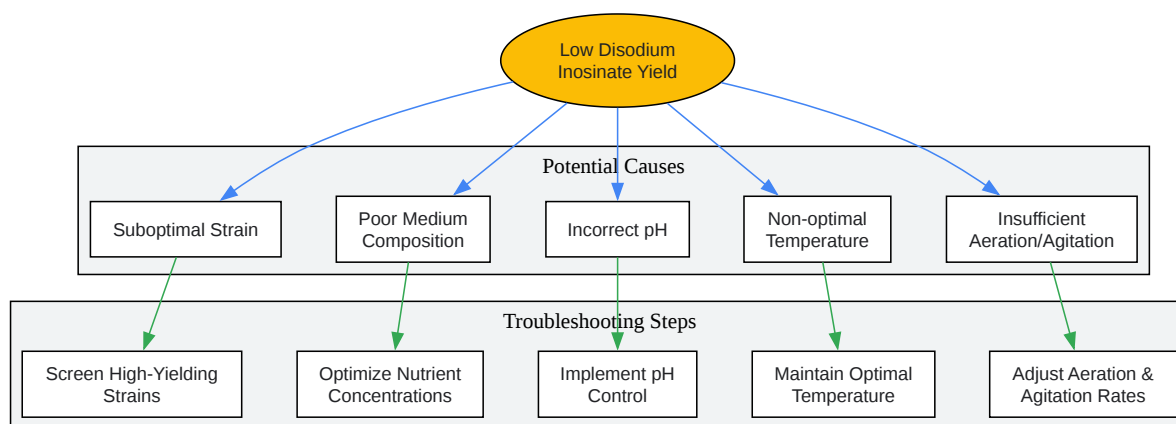 Low Disodium
Inosinate Yield
Potential Causes
Suboptimal Strain
Poor Medium
Composition
Incorrect pH
Non-optimal
Temperature
Insufficient
Aeration/Agitation
Troubleshooting Steps
Screen High-Yielding
Strains
Optimize Nutrient
Concentrations
Implement pH
Control
Maintain Optimal
Temperature
Adjust Aeration &
Agitation Rates